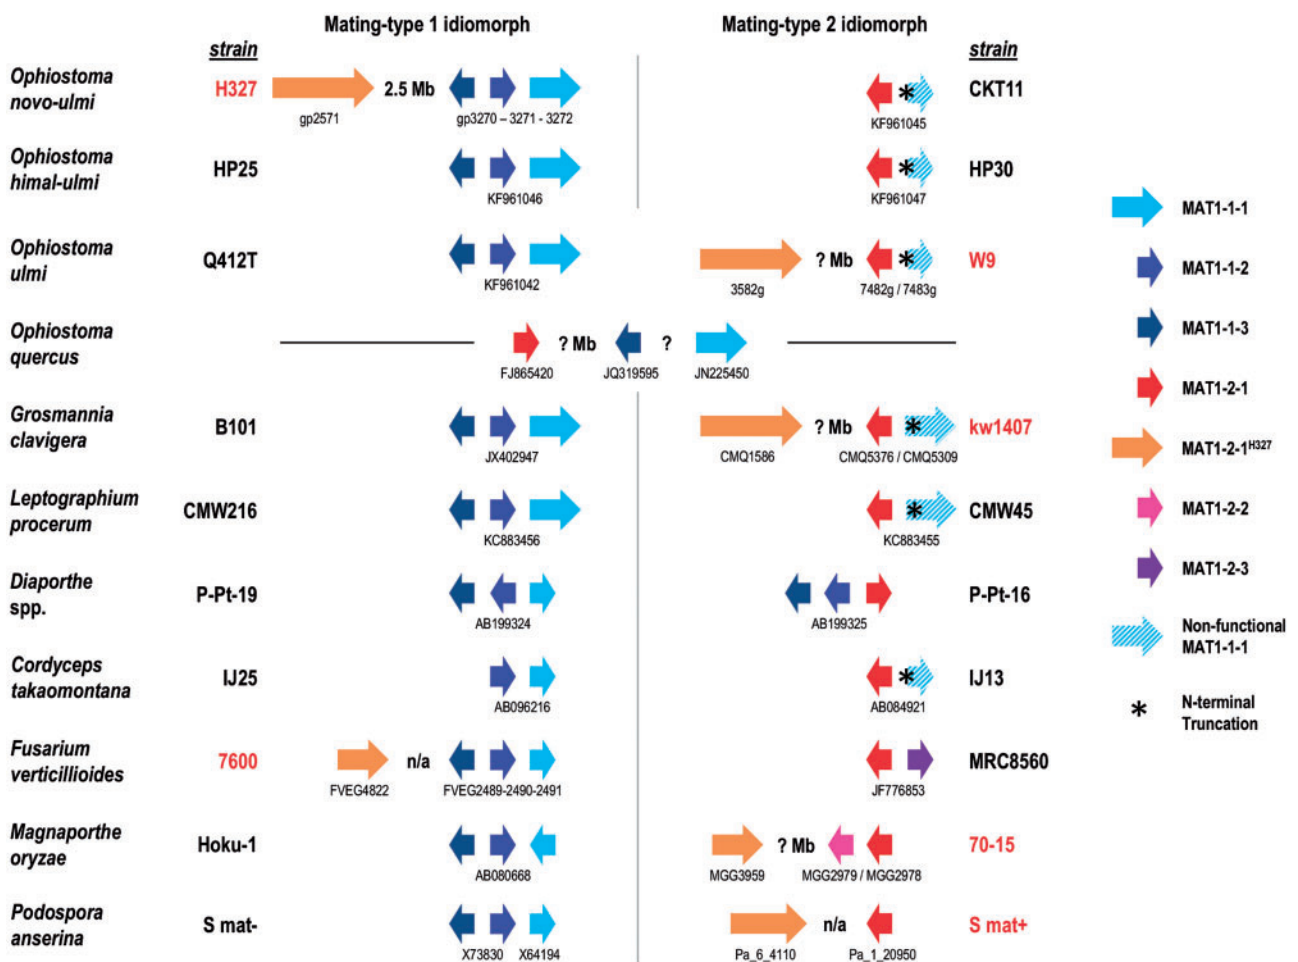 Mating-type 1 idiomorph
Mating-type 2 idiomorph
strain
strain
Ophiostoma
novo-ulmi
H327
2.5 Mb
gp2571
gp3270 – 3271 - 3272
*
KF961045
CKT11
Ophiostoma
himal-ulmi
HP25
KF961046
*
KF961047
HP30
Ophiostoma
ulmi
Q412T
KF961042
? Mb
*
3582g
7482g / 7483g
W9
Ophiostoma
quercus
? Mb
?
FJ865420
JQ319595
JN225450
Grosmannia
clavigera
B101
JX402947
? Mb
*
CMQ1586
CMQ5376 / CMQ5309
kw1407
Leptographium
procerum
CMW216
KC883456
*
KC883455
CMW45
Diaporthe
spp.
P-Pt-19
AB199324
AB199325
P-Pt-16
Cordyceps
takaomontana
IJ25
AB096216
*
AB084921
IJ13
Fusarium
verticillioides
7600
n/a
FVEG4822
FVEG2489-2490-2491
JF776853
MRC8560
Magnaporthe
oryzae
Hoku-1
AB080668
? Mb
MGG3959
MGG2979 / MGG2978
70-15
Podospora
anserina
S mat-
X73830
X64194
n/a
Pa_6_4110
Pa_1_20950
S mat+
MAT1-1-1
MAT1-1-2
MAT1-1-3
MAT1-2-1
MAT1-2-1H327
MAT1-2-2
MAT1-2-3
Non-functional
MAT1-1-1
*
N-terminal
Truncation